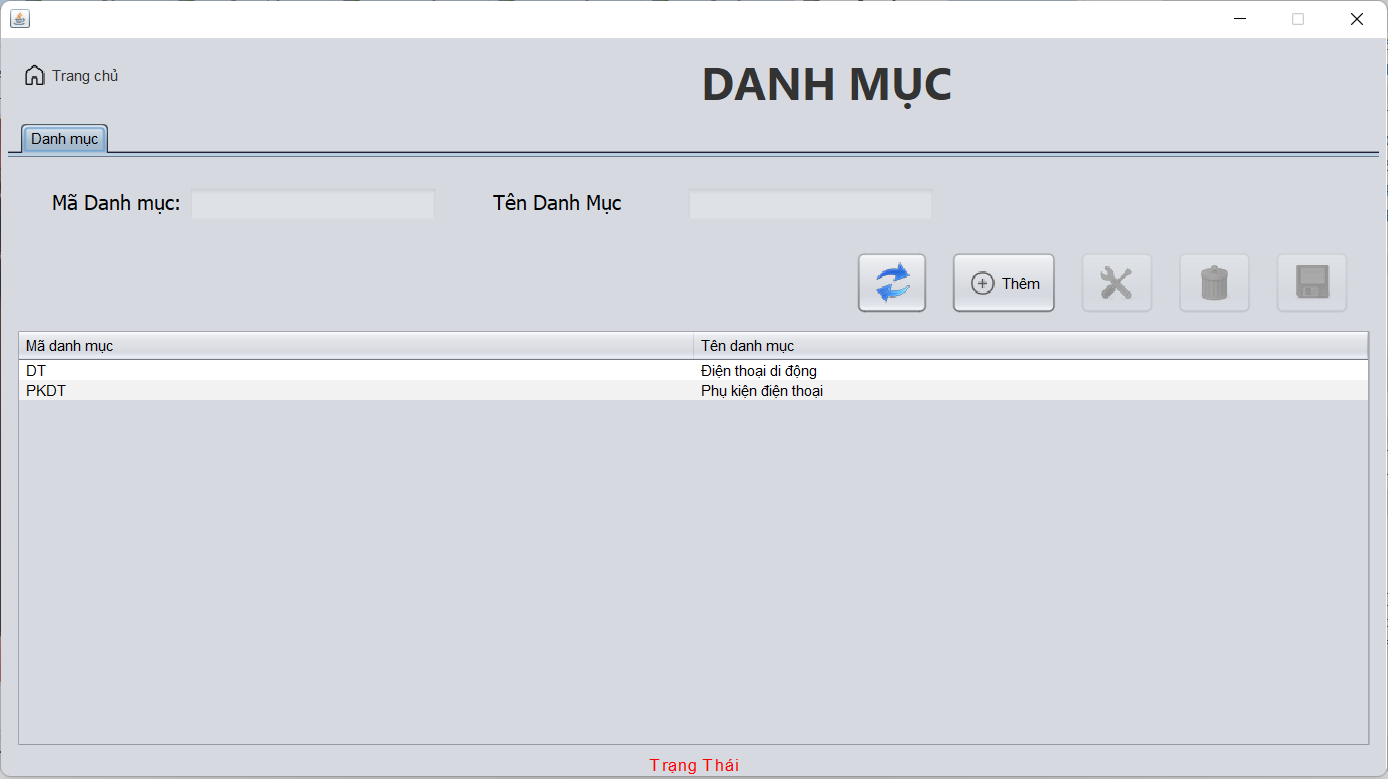 Trang chủ
DANH MỤC
Danh mục
Mã Danh mục:
Tên Danh Mục
Thêm
Mã danh mục Tên danh mục
DT Điện thoại di động
PKDT Phụ kiện điện thoại
Trạng Thái